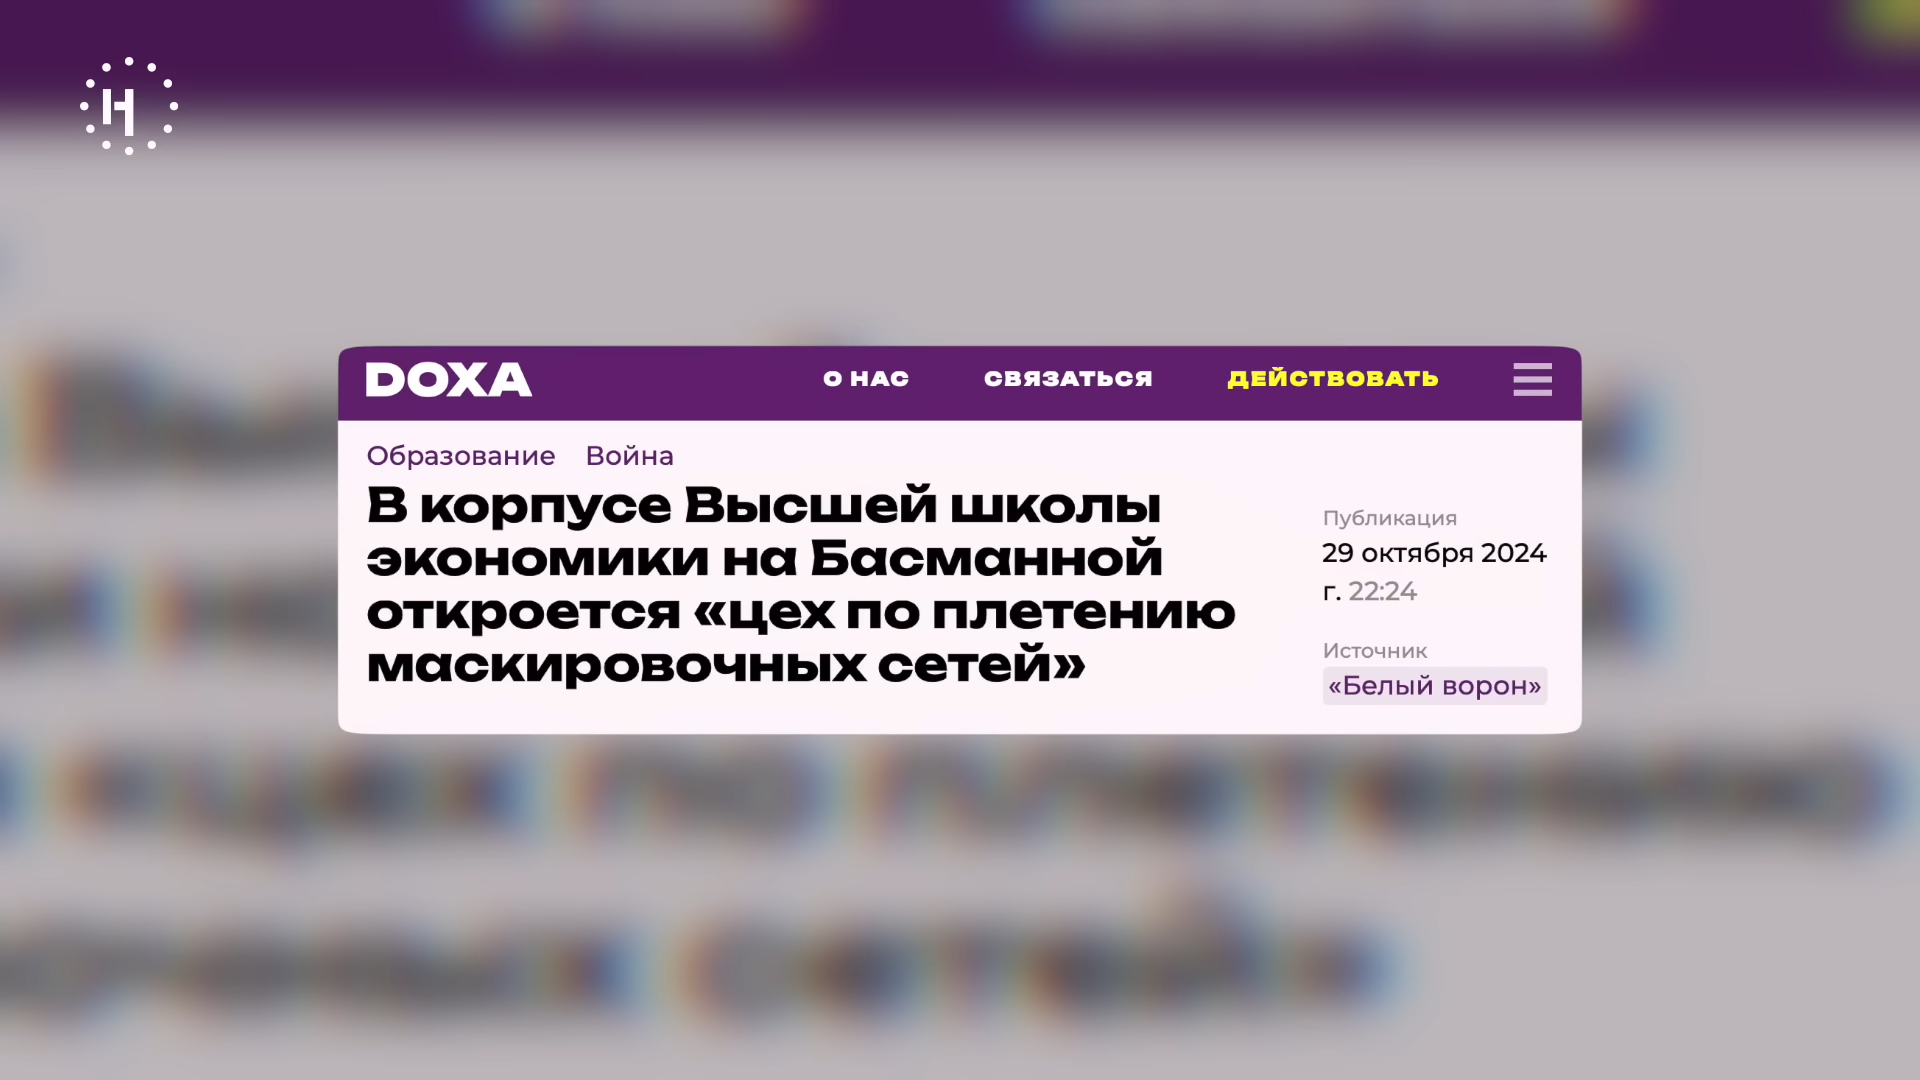 H
DOXA
О НАС
СВЯЗАТЬСЯ
ДЕЙСТВОВАТЬ
Образование Война
В корпусе Высшей школы
экономики на Басманной
откроется «цех по плетению
маскировочных сетей»
Публикация
29 октября 2024
г. 22:24
Источник
«Белый ворон»